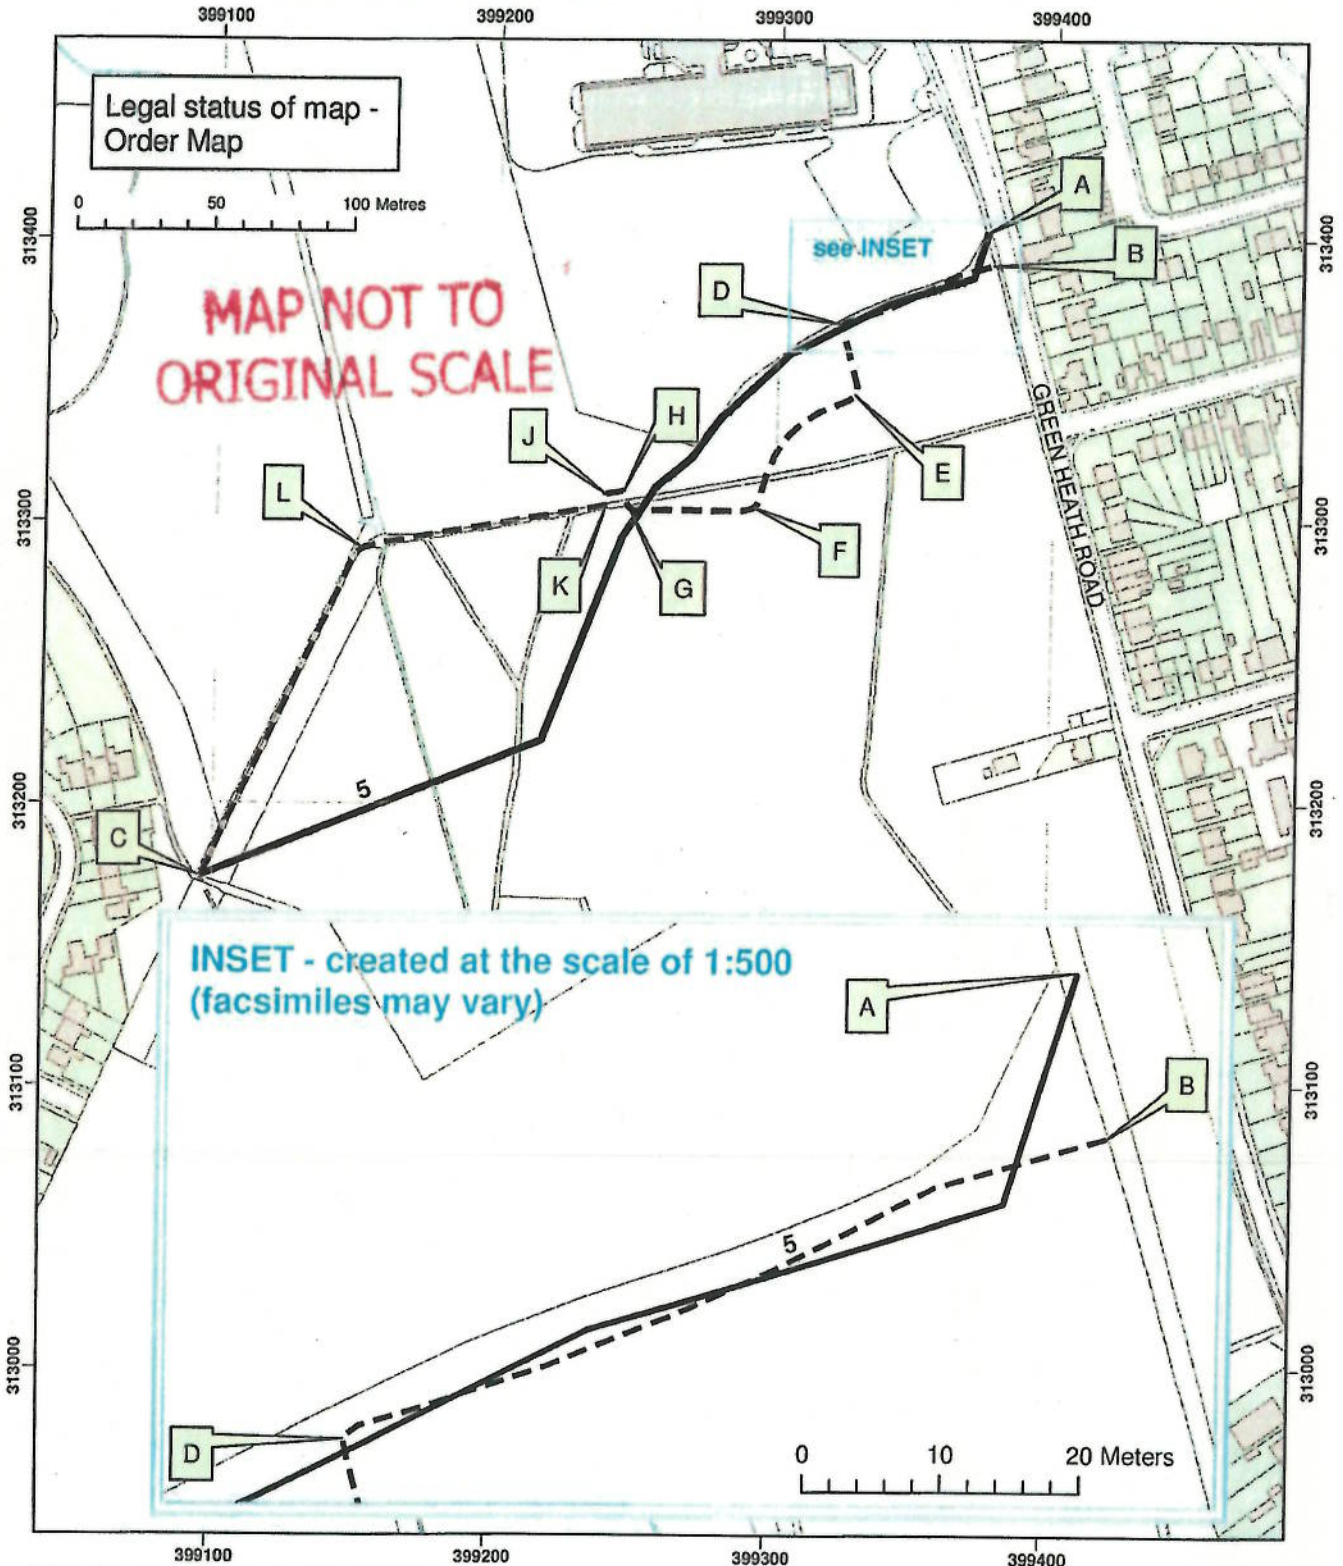 399100 399200 399300 399400
Legal status of map -
Order Map
0 50 100 Metres
313400
313400
A
B
see INSET
D
MAP NOT TO
ORIGINAL SCALE
H
J
E
L
GREEN HEATH ROAD
313300
313300
F
K
G
5
313200
313200
C
INSET - created at the scale of 1:500
(facsimiles may vary)
A
313100
313100
B
5
313000
313000
D
0 10 20 Meters
399100 399200 399300 399400